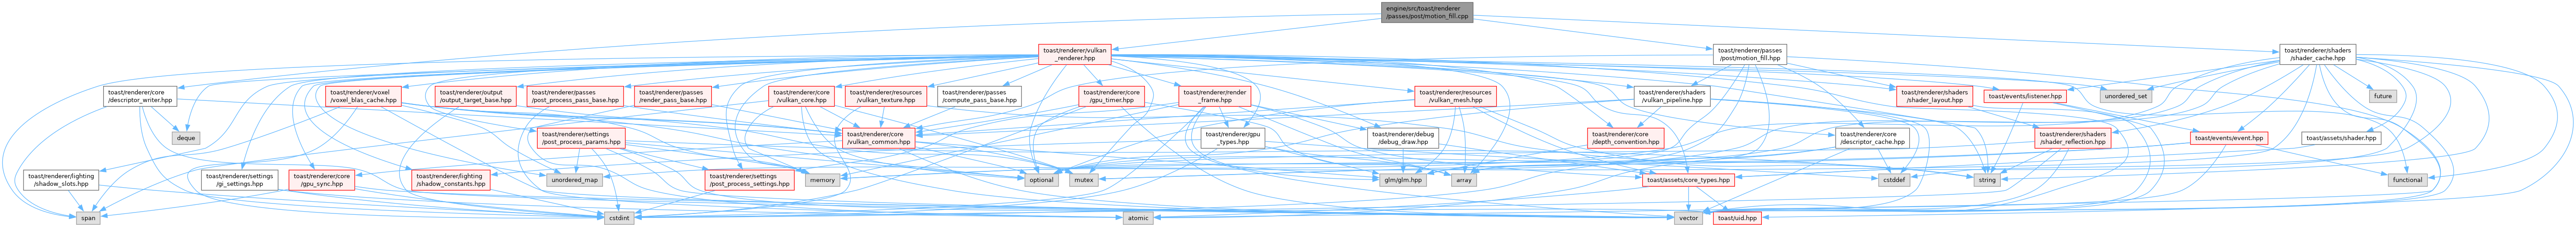 engine/src/toast/renderer
/passes/post/motion_fill.cpp
toast/renderer/vulkan
_renderer.hpp
toast/renderer/passes
/post/motion_fill.hpp
toast/renderer/shaders
/shader_cache.hpp
toast/renderer/core
/descriptor_writer.hpp
toast/renderer/voxel
/voxel_blas_cache.hpp
toast/renderer/output
/output_target_base.hpp
toast/renderer/passes
/post_process_pass_base.hpp
toast/renderer/passes
/render_pass_base.hpp
toast/renderer/core
/vulkan_core.hpp
toast/renderer/resources
/vulkan_texture.hpp
toast/renderer/passes
/compute_pass_base.hpp
toast/renderer/core
/gpu_timer.hpp
toast/renderer/render
_frame.hpp
toast/renderer/resources
/vulkan_mesh.hpp
toast/renderer/shaders
/vulkan_pipeline.hpp
toast/renderer/shaders
/shader_layout.hpp
toast/events/listener.hpp
unordered_set
future
deque
toast/renderer/settings
/post_process_params.hpp
toast/renderer/core
/vulkan_common.hpp
toast/renderer/gpu
_types.hpp
toast/renderer/debug
/debug_draw.hpp
toast/renderer/core
/depth_convention.hpp
toast/renderer/core
/descriptor_cache.hpp
toast/renderer/shaders
/shader_reflection.hpp
toast/events/event.hpp
toast/assets/shader.hpp
toast/renderer/lighting
/shadow_slots.hpp
toast/renderer/settings
/gi_settings.hpp
toast/renderer/core
/gpu_sync.hpp
toast/renderer/lighting
/shadow_constants.hpp
unordered_map
toast/renderer/settings
/post_process_settings.hpp
memory
optional
mutex
glm/glm.hpp
array
toast/assets/core_types.hpp
cstddef
string
functional
span
cstdint
atomic
vector
toast/uid.hpp